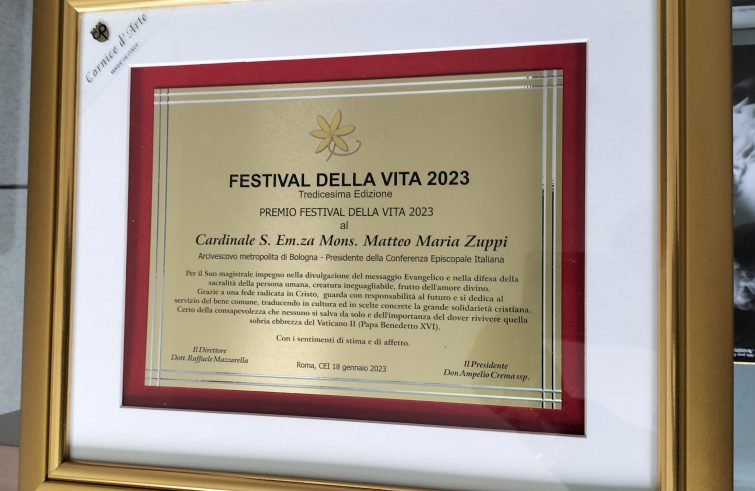 Cornice d'Arte
FESTIVAL DELLA VITA 2023
Tredicesima Edizione
PREMIO FESTIVAL DELLA VITA 2023
al
Cardinale S. Em.za Mons. Matteo Maria Zuppi
Arcivescovo metropolita di Bologna - Presidente della Conferenza Episcopale Italiana
Per il Suo magistrale impegno nella divulgazione del messaggio Evangelico e nella difesa della
sacralità della persona umana, creatura ineguagliabile, frutto dell'amore divino.
Grazie a una fede radicata in Cristo, guarda con responsabilità al futuro e si dedica al
servizio del bene comune, traducendo in cultura ed in scelte concrete la grande solidarietà cristiana.
Certo della consapevolezza che nessuno si salva da solo e dell'importanza del dover rivivere quella
sobria ebbrezza del Vaticano II (Papa Benedetto XVI).
Con i sentimenti di stima e di affetto.
Il Direttore
Dott. Raffaele Mazzarella
Roma, CEI 18 gennaio 2023
Il Presidente
Don Ampelio Crema ssp.